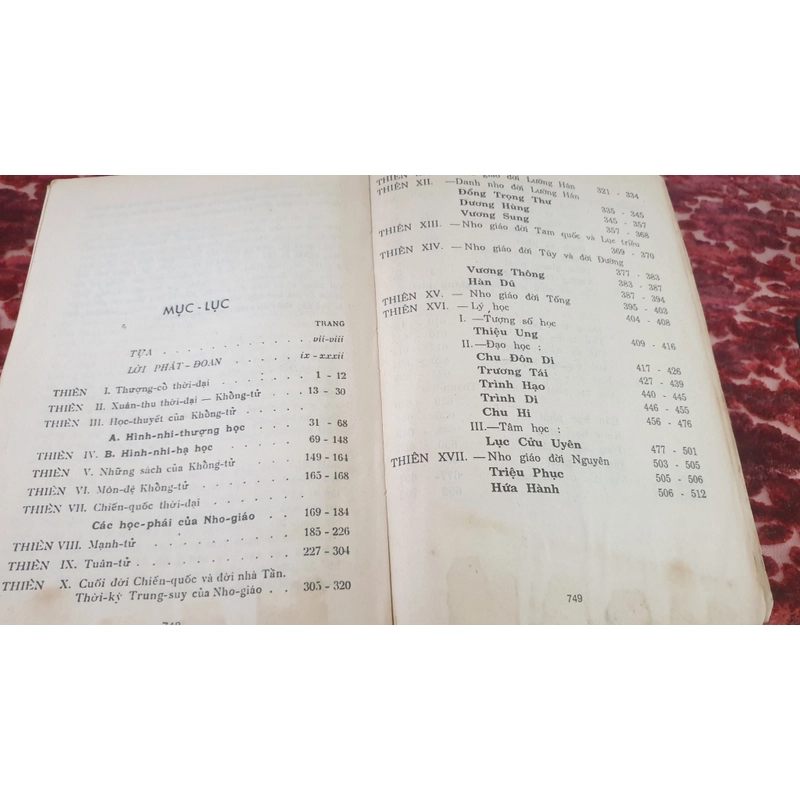 MỤC - LỤC
TRANG
TỰA . . . . . . . . . . vii-viii
LỜI PHÁT-ĐOAN . . . . . . . ix - xxxii
THIÊN I. Thượng-cổ thời-đại . . . . . . 1 - 12
THIÊN II. Xuân-thu thời-đại — Khổng-tử . . 13 - 30
THIÊN III. Học-thuyết của Khổng-tử . . . .
A. Hình-nhi-thượng học . . . . 31 - 68
THIÊN IV. B. Hình-nhi-hạ học . . . . . 69 - 148
THIÊN V. Những sách của Khổng-tử . . . . 149 - 164
THIÊN VI. Môn-đệ Khổng-tử . . . . . . 165 - 168
THIÊN VII. Chiến-quốc thời-đại . . . . . .
Các học-phái của Nho-giáo . . . 169 - 184
THIÊN VIII. Mạnh-tử . . . . . . . . 185 - 226
THIÊN IX. Tuân-tử . . . . . . . . . 227 - 304
THIÊN X. Cuối đời Chiến-quốc và đời nhà Tần.
Thời-kỳ Trung-suy của Nho-giáo . . 305 - 320
giáo đời Lưỡng Hán 321 - 334
THIÊN XII. —Danh nho đời Lưỡng Hán
Đổng Trọng Thư 335 - 345
Dương Hùng 345 - 357
Vương Sung 357 - 368
THIÊN XIII. —Nho giáo đời Tam quốc và Lục triều 369 - 370
THIÊN XIV. —Nho giáo đời Tùy và đời Đường
Vương Thông 377 - 383
Hàn Dũ 383 - 387
THIÊN XV. — Nho giáo đời Tống 387 - 394
THIÊN XVI. —Lý học 395 - 403
I. —Tượng số học 404 - 408
Thiệu Ung
II.—Đạo học : 409 - 416
Chu Đôn Di
Trương Tái 417 - 426
Trình Hạo 427 - 439
Trình Di 440 - 445
Chu Hi 446 - 455
III.—Tâm học : 456 - 476
Lục Cửu Uyên 477 - 501
THIÊN XVII. —Nho giáo đời Nguyên 503 - 505
Triệu Phục 505 - 506
Hứa Hành 506 - 512
749